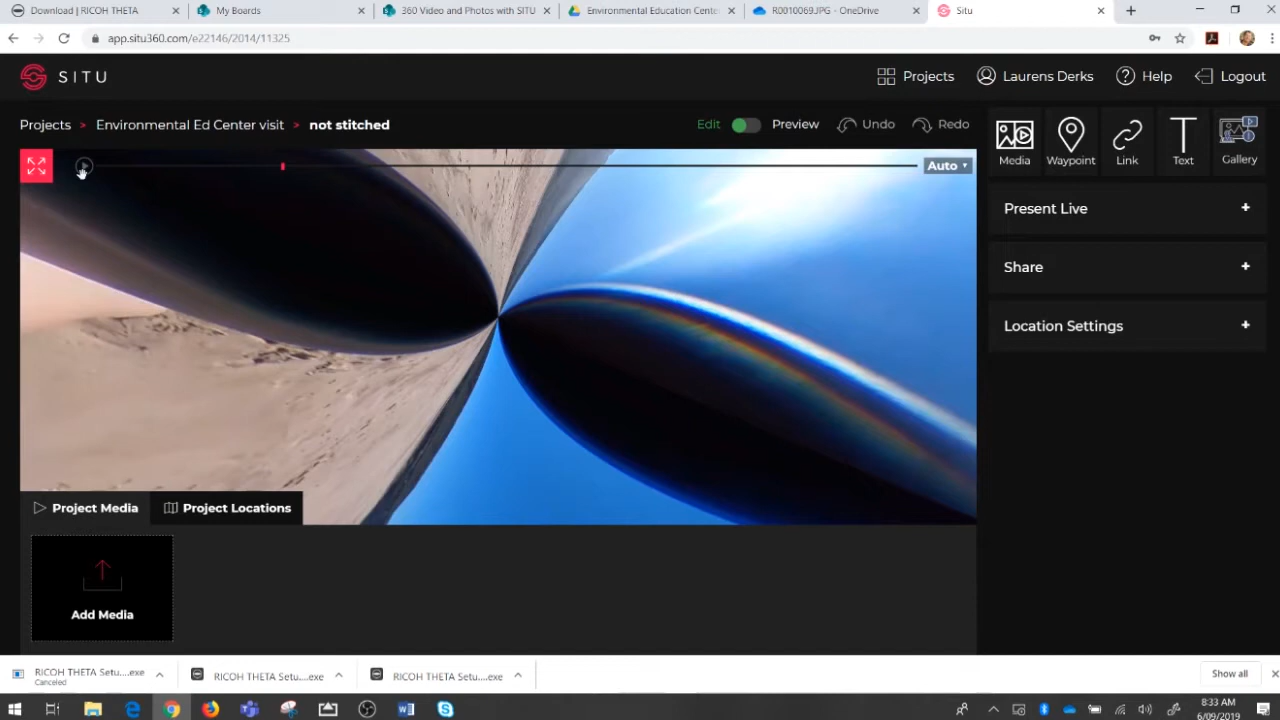 Download | RICOH THETA
My Boards
360 Video and Photos with SITU
Environmental Education Cente
R0010069.JPG - OneDrive
Situ
app.situ360.com/e22146/2014/11325
SITU
Projects
Laurens Derks
Help
Logout
Projects > Environmental Ed Center visit > not stitched
Edit
Preview
Undo
Redo
Auto
Media
Waypoint
Link
Text
Gallery
Present Live +
Share +
Location Settings +
Project Media
Project Locations
Add Media
RICOH THETA Setu....exe
Canceled
RICOH THETA Setu....exe
RICOH THETA Setu....exe
Show all
8:33 AM
6/09/2019